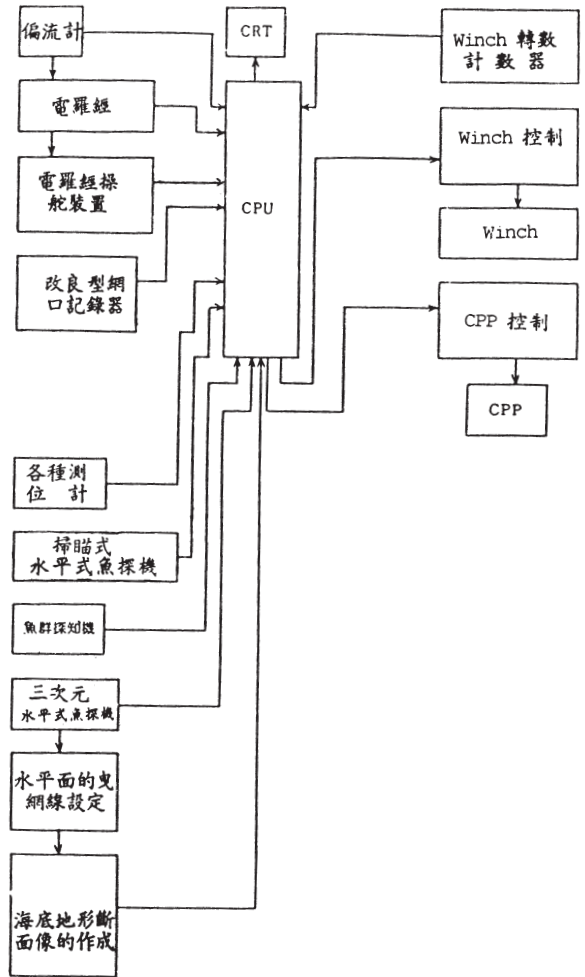 偏流計
CRT
Winch 轉數
計數器
電羅經
Winch 控制
電羅經操
舵裝置
CPU
Winch
改良型網
口記錄器
CPP 控制
CPP
各種測
位計
掃瞄式
水平式魚探機
魚群探知機
三次元
水平式魚探機
水平面的曳
網線設定
海底地形斷
面像的作成